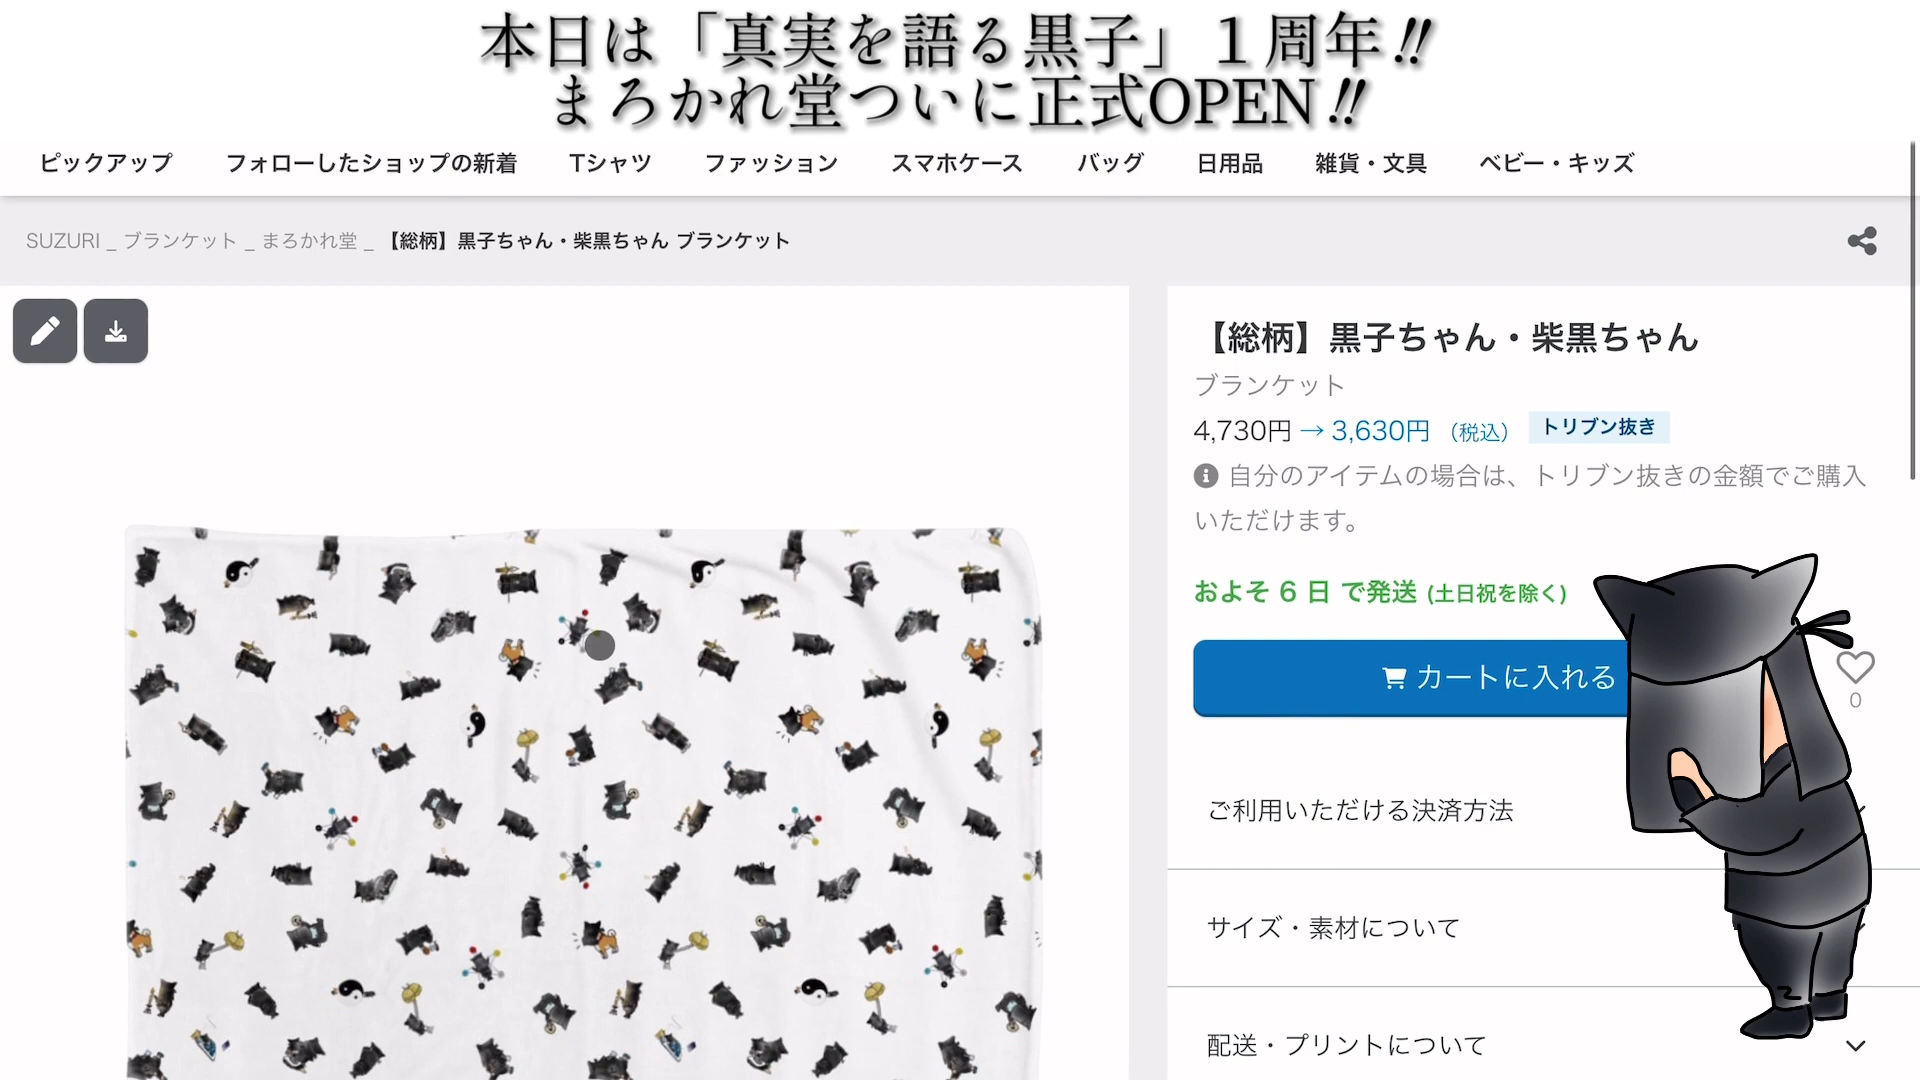 本日は「真実を語る黒子」１周年!!
まろかれ堂ついに正式OPEN!!
ピックアップ フォローしたショップの新着 Tシャツ ファッション スマホケース バッグ 日用品 雑貨・文具 ベビー・キッズ
SUZURI _ ブランケット _ まろかれ堂 _ 【総柄】黒子ちゃん・柴黒ちゃん ブランケット
【総柄】黒子ちゃん・柴黒ちゃん
ブランケット
4,730円 → 3,630円 （税込） トリブン抜き
自分のアイテムの場合は、トリブン抜きの金額でご購入
いただけます。
およそ 6 日 で発送 (土日祝を除く)
カートに入れる
0
ご利用いただける決済方法
サイズ・素材について
配送・プリントについて